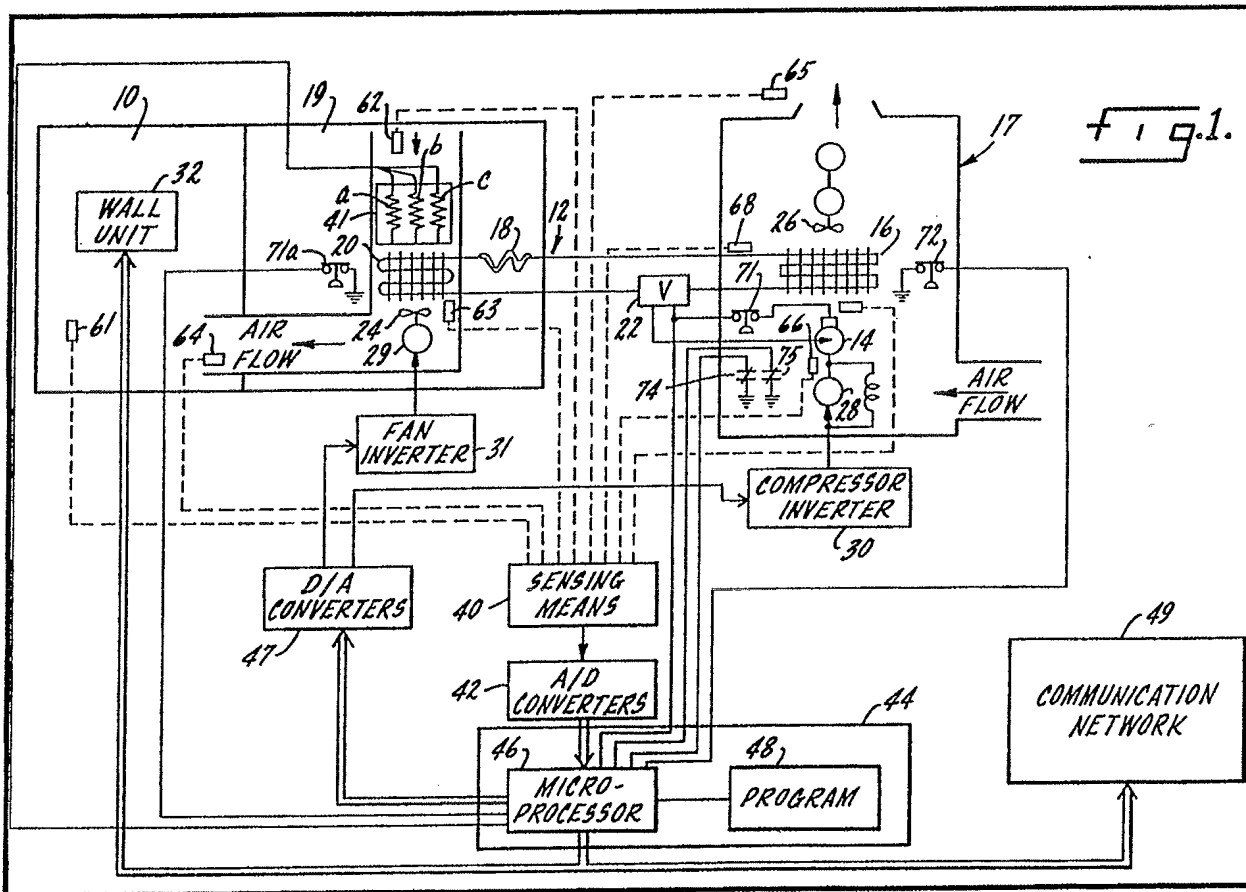 fig.1.
65
10
19
62
17
32
b
a
c
41
12
18
26
WALL
UNIT
68
16
72
71a
20
V
22
71
61
AIR
FLOW
64
24
63
29
66
14
75
74
28
AIR
FLOW
FAN
INVERTER
31
COMPRESSOR
INVERTER
30
D/A
CONVERTERS
47
SENSING
MEANS
40
49
COMMUNICATION
NETWORK
A/D
CONVERTERS
42
44
46
MICRO-
PROCESSOR
48
PROGRAM